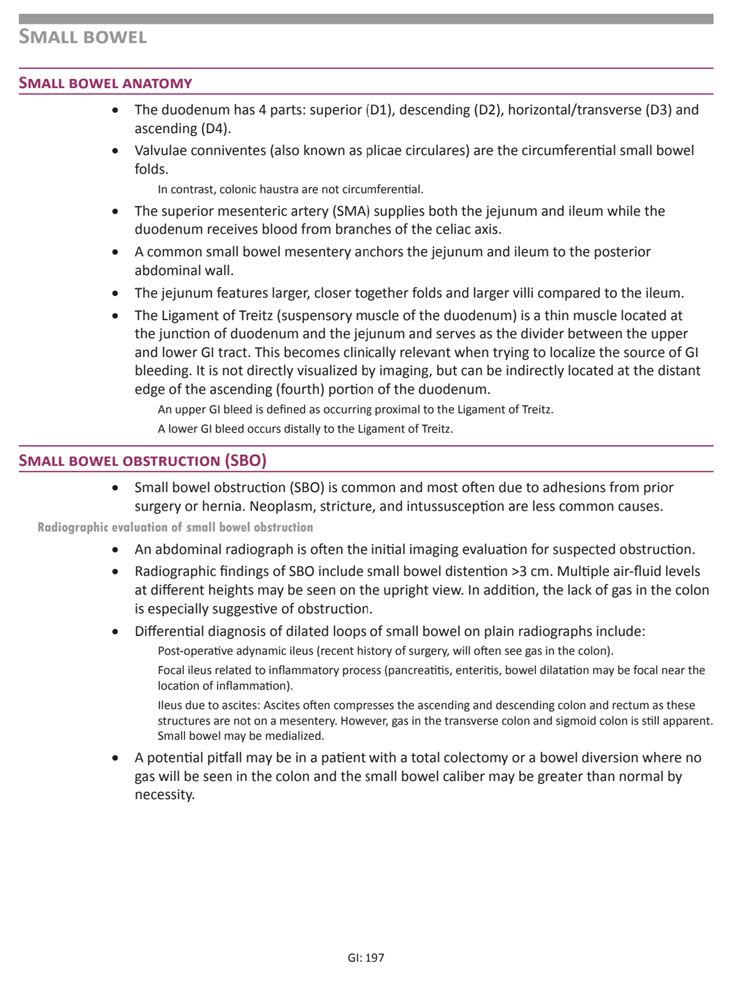 Small bowel
Small bowel anatomy
• The duodenum has 4 parts: superior (D1), descending (D2), horizontal/transverse (D3) and
ascending (D4).
• Valvulae conniventes (also known as plicae circulares) are the circumferential small bowel
folds.
In contrast, colonic haustra are not circumferential.
• The superior mesenteric artery (SMA) supplies both the jejunum and ileum while the
duodenum receives blood from branches of the celiac axis.
• A common small bowel mesentery anchors the jejunum and ileum to the posterior
abdominal wall.
• The jejunum features larger, closer together folds and larger villi compared to the ileum.
• The Ligament of Treitz (suspensory muscle of the duodenum) is a thin muscle located at
the junction of duodenum and the jejunum and serves as the divider between the upper
and lower GI tract. This becomes clinically relevant when trying to localize the source of GI
bleeding. It is not directly visualized by imaging, but can be indirectly located at the distant
edge of the ascending (fourth) portion of the duodenum.
An upper GI bleed is defined as occurring proximal to the Ligament of Treitz.
A lower GI bleed occurs distally to the Ligament of Treitz.
Small bowel obstruction (SBO)
• Small bowel obstruction (SBO) is common and most often due to adhesions from prior
surgery or hernia. Neoplasm, stricture, and intussusception are less common causes.
Radiographic evaluation of small bowel obstruction
• An abdominal radiograph is often the initial imaging evaluation for suspected obstruction.
• Radiographic findings of SBO include small bowel distention >3 cm. Multiple air-fluid levels
at different heights may be seen on the upright view. In addition, the lack of gas in the colon
is especially suggestive of obstruction.
• Differential diagnosis of dilated loops of small bowel on plain radiographs include:
Post-operative adynamic ileus (recent history of surgery, will often see gas in the colon).
Focal ileus related to inflammatory process (pancreatitis, enteritis, bowel dilatation may be focal near the
location of inflammation).
Ileus due to ascites: Ascites often compresses the ascending and descending colon and rectum as these
structures are not on a mesentery. However, gas in the transverse colon and sigmoid colon is still apparent.
Small bowel may be medialized.
• A potential pitfall may be in a patient with a total colectomy or a bowel diversion where no
gas will be seen in the colon and the small bowel caliber may be greater than normal by
necessity.
GI: 197